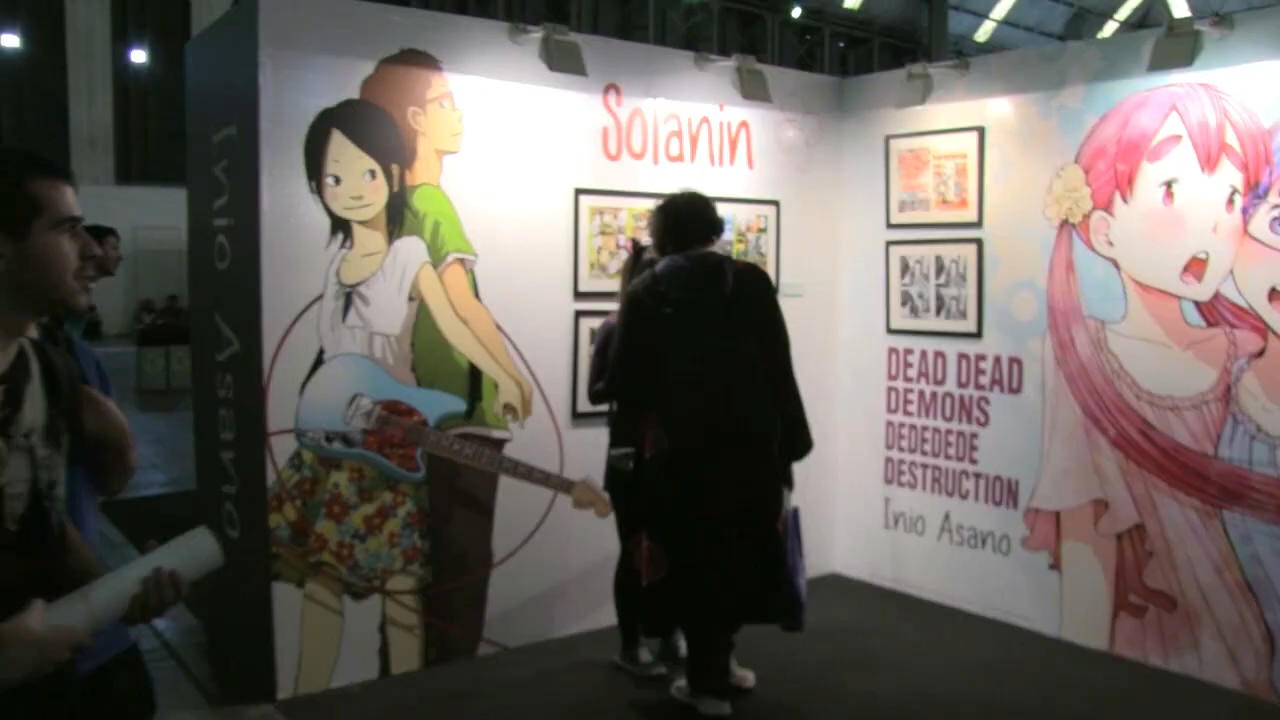 Inio Asano
Solanin
DEAD DEAD
DEMONS
DEDEDEDE
DESTRUCTION
Inio Asano